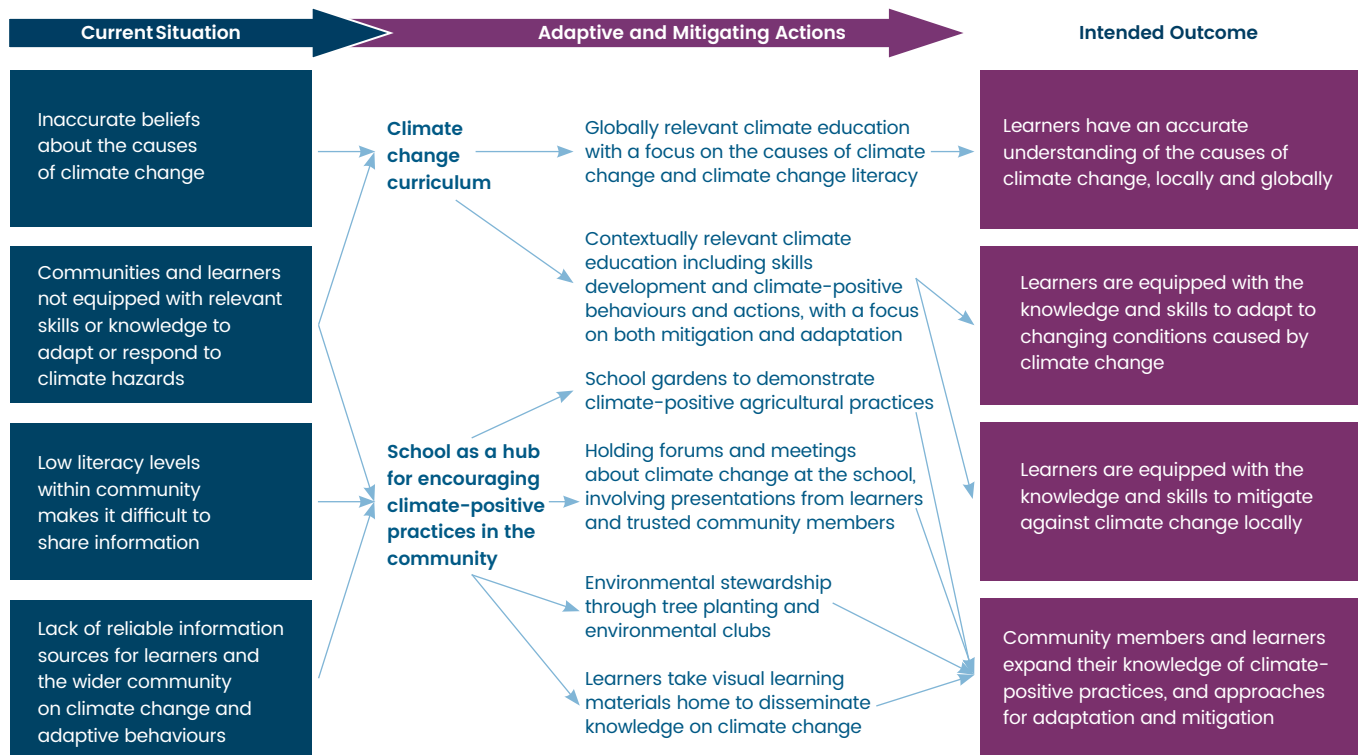 Current Situation
Adaptive and Mitigating Actions
Intended Outcome
Inaccurate beliefs
about the causes
of climate change
Communities and learners
not equipped with relevant
skills or knowledge to
adapt or respond to
climate hazards
Low literacy levels
within community
makes it difficult to
share information
Lack of reliable information
sources for learners and
the wider community
on climate change and
adaptive behaviours
Climate
change
curriculum
School as a hub
for encouraging
climate-positive
practices in the
community
Globally relevant climate education
with a focus on the causes of climate
change and climate change literacy
Contextually relevant climate
education including skills
development and climate-positive
behaviours and actions, with a focus
on both mitigation and adaptation
School gardens to demonstrate
climate-positive agricultural practices
Holding forums and meetings
about climate change at the school,
involving presentations from learners
and trusted community members
Environmental stewardship
through tree planting and
environmental clubs
Learners take visual learning
materials home to disseminate
knowledge on climate change
Learners have an accurate
understanding of the causes of
climate change, locally and globally
Learners are equipped with the
knowledge and skills to adapt to
changing conditions caused by
climate change
Learners are equipped with the
knowledge and skills to mitigate
against climate change locally
Community members and learners
expand their knowledge of climate-
positive practices, and approaches
for adaptation and mitigation